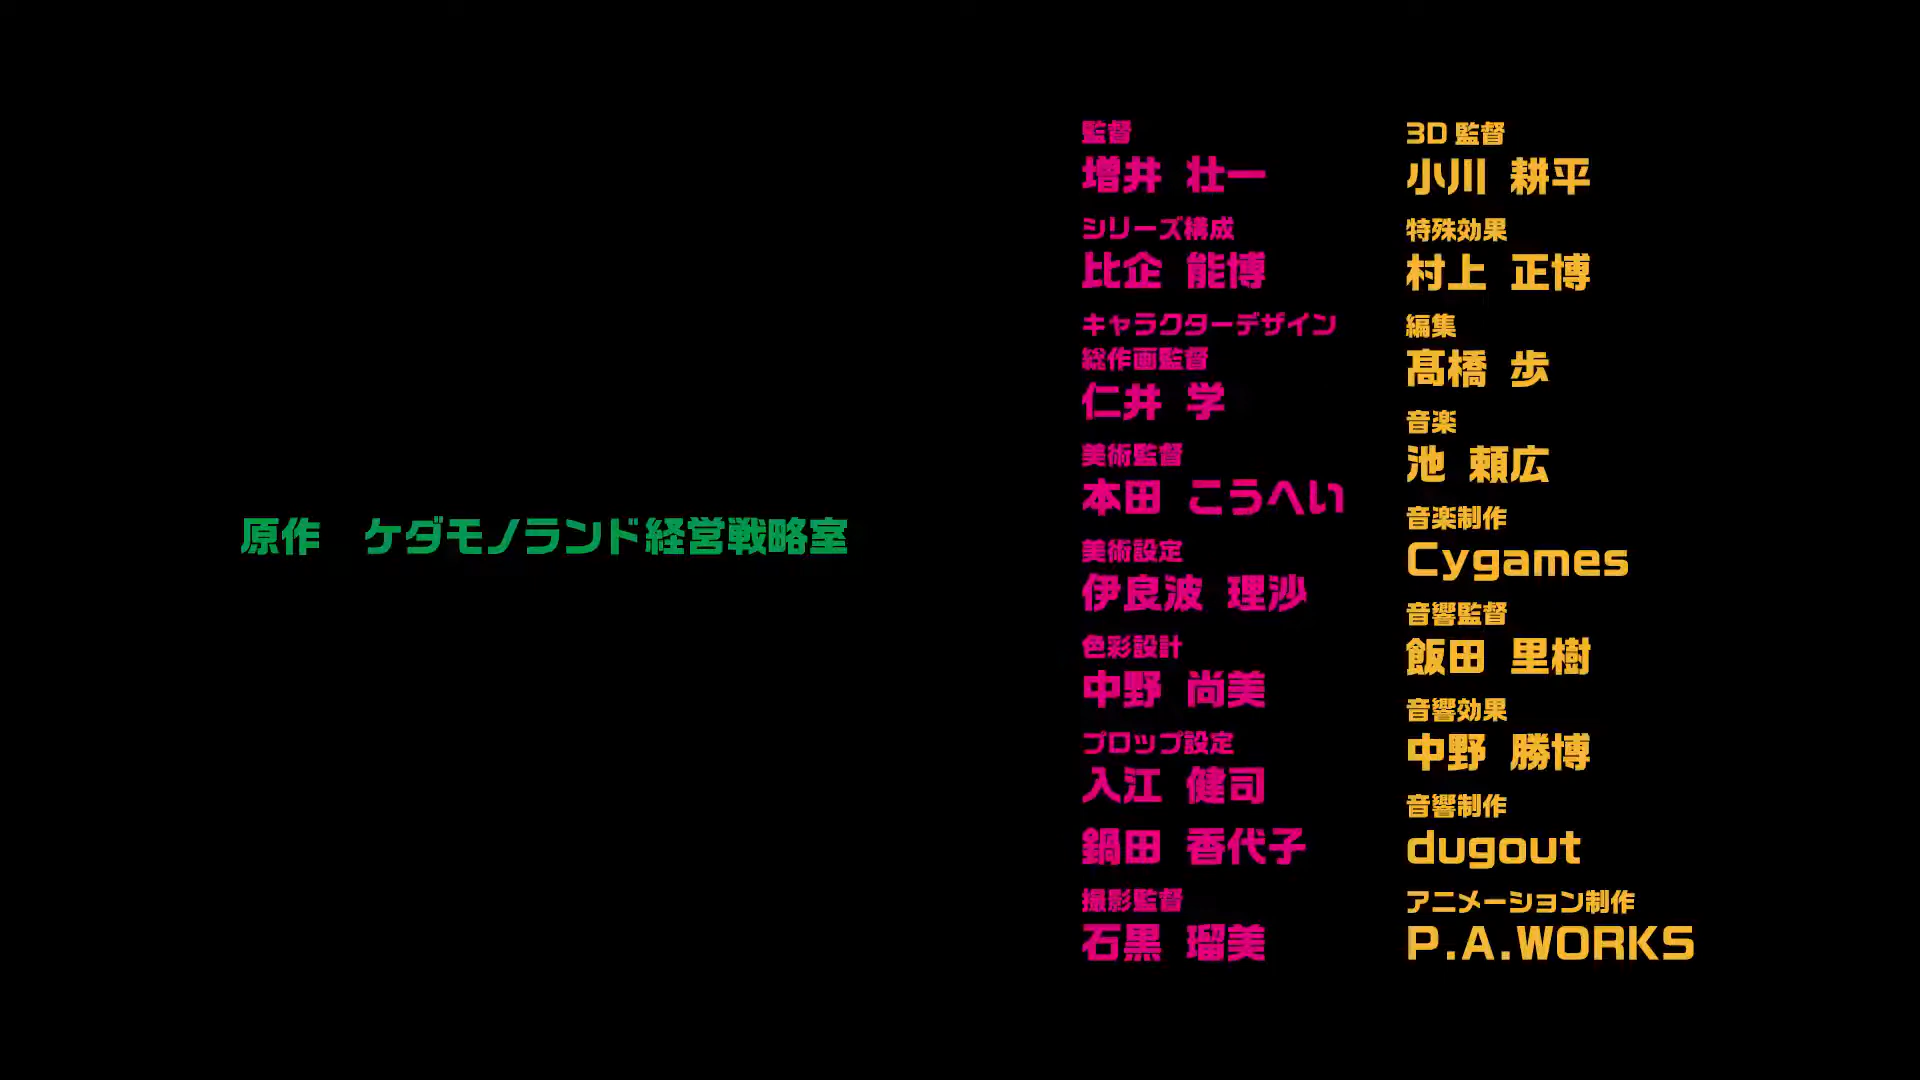 原作　ケダモノランド経営戦略室
監督
増井 壮一
シリーズ構成
比企 能博
キャラクターデザイン
総作画監督
仁井 学
美術監督
本田 こうへい
美術設定
伊良波 理沙
色彩設計
中野 尚美
プロップ設定
入江 健司
鍋田 香代子
撮影監督
石黒 瑠美
3D 監督
小川 耕平
特殊効果
村上 正博
編集
髙橋 歩
音楽
池 頼広
音楽制作
Cygames
音響監督
飯田 里樹
音響効果
中野 勝博
音響制作
dugout
アニメーション制作
P.A.WORKS